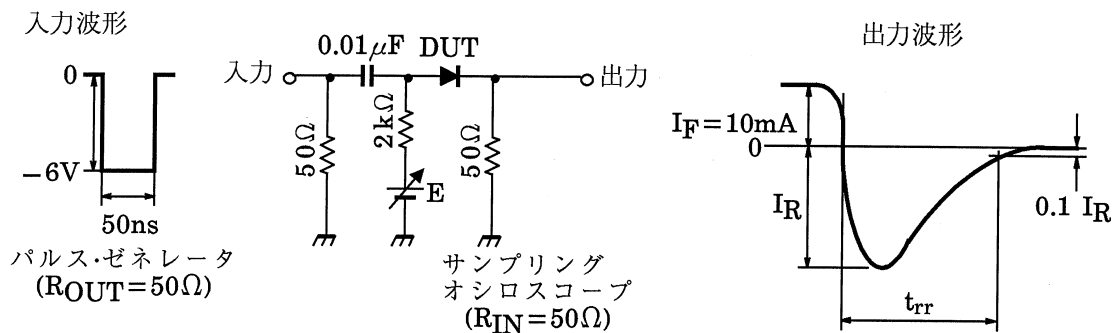 入力波形
0
−6V
50ns
パルス・ゼネレータ
(ROUT=50Ω)
0.01μF DUT
入力
出力
50Ω
2kΩ
E
50Ω
サンプリング
オシロスコープ
(RIN=50Ω)
出力波形
IF=10mA
0
IR
0.1 IR
trr